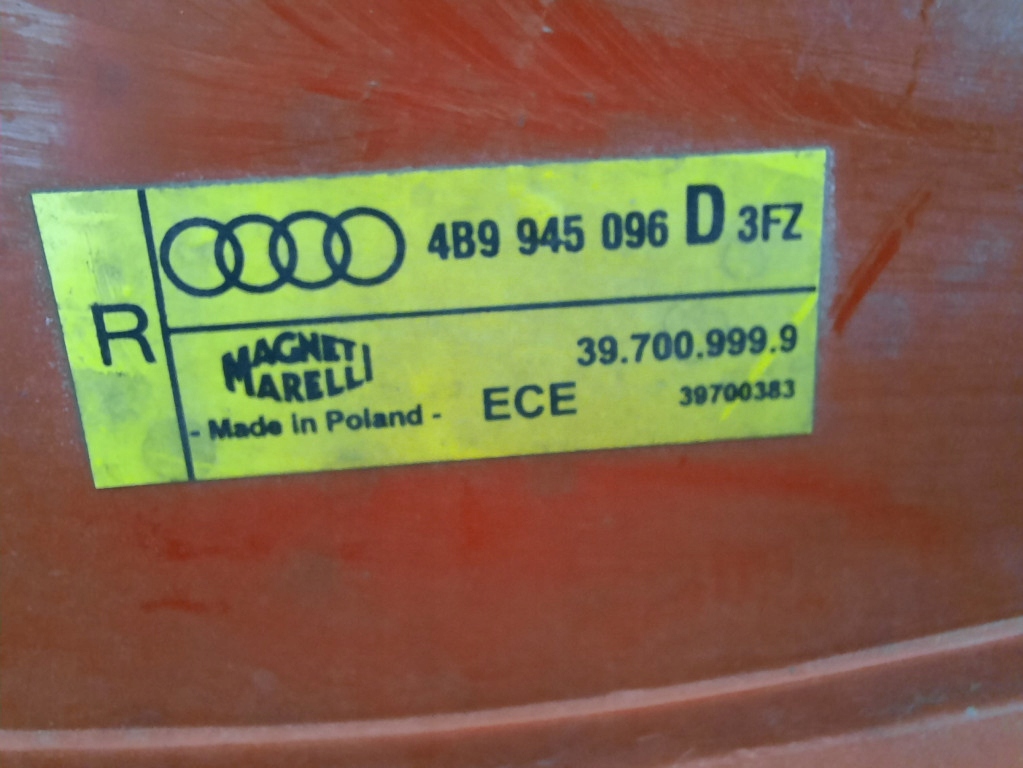 R
4B9 945 096 D 3FZ
MAGNETI MARELLI
39.700.999.9
- Made in Poland -
ECE
39700383